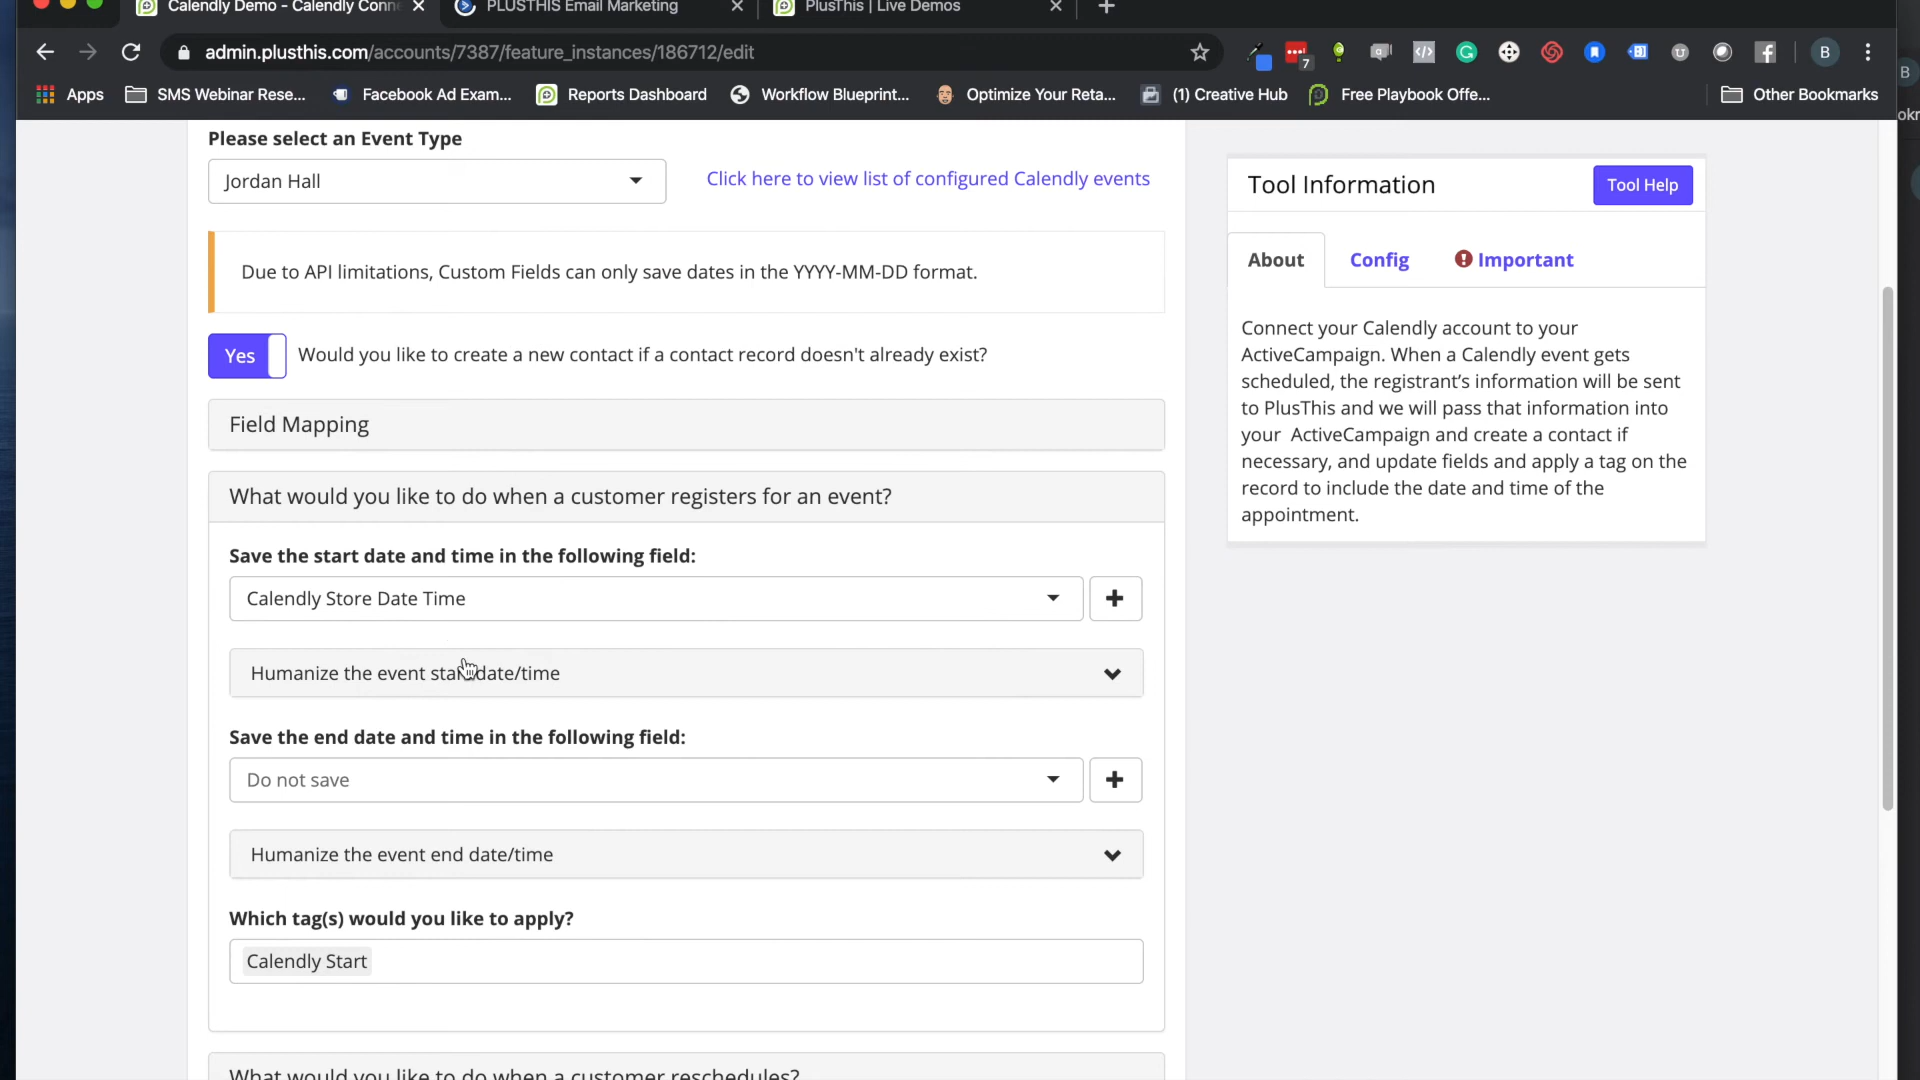 Calendly Demo - Calendly Conne
PLUSTHIS Email Marketing
PlusThis | Live Demos
admin.plusthis.com/accounts/7387/feature_instances/186712/edit
7
B
Apps
SMS Webinar Rese...
Facebook Ad Exam...
Reports Dashboard
Workflow Blueprint...
Optimize Your Reta...
(1) Creative Hub
Free Playbook Offe...
Other Bookmarks
Please select an Event Type
Jordan Hall
Click here to view list of configured Calendly events
Due to API limitations, Custom Fields can only save dates in the YYYY-MM-DD format.
Yes
Would you like to create a new contact if a contact record doesn't already exist?
Field Mapping
What would you like to do when a customer registers for an event?
Save the start date and time in the following field:
Calendly Store Date Time
Humanize the event start date/time
Save the end date and time in the following field:
Do not save
Humanize the event end date/time
Which tag(s) would you like to apply?
Calendly Start
What would you like to do when a customer reschedules?
Tool Information
Tool Help
About
Config
Important
Connect your Calendly account to your
ActiveCampaign. When a Calendly event gets
scheduled, the registrant's information will be sent
to PlusThis and we will pass that information into
your ActiveCampaign and create a contact if
necessary, and update fields and apply a tag on the
record to include the date and time of the
appointment.